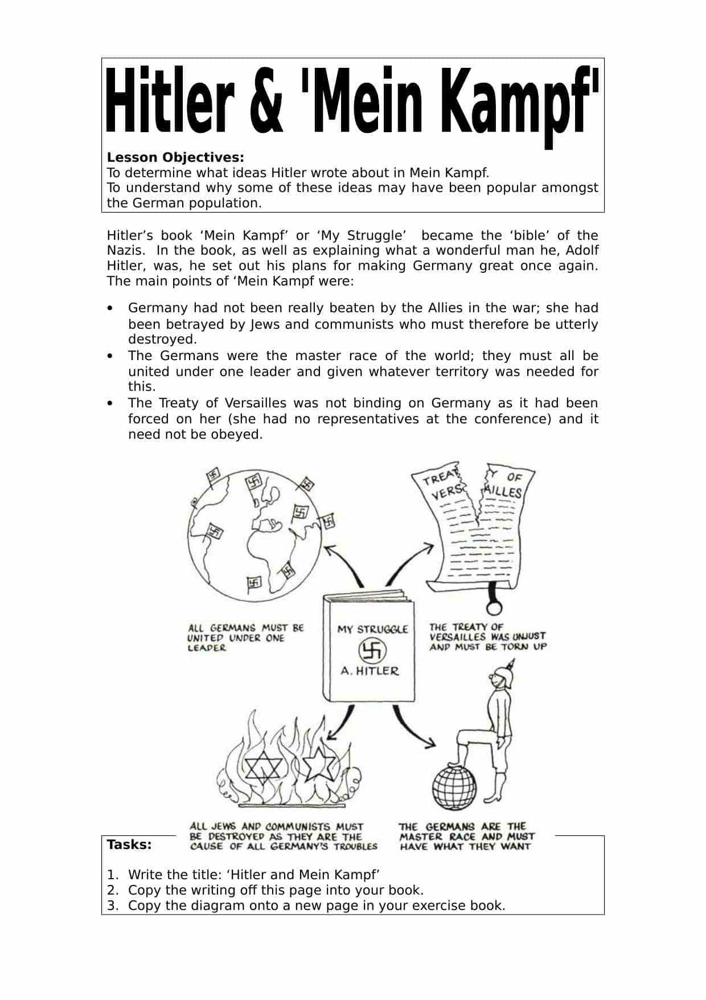 Hitler & 'Mein Kampf'
Lesson Objectives:
To determine what ideas Hitler wrote about in Mein Kampf.
To understand why some of these ideas may have been popular amongst
the German population.
Hitler’s book ‘Mein Kampf’ or ‘My Struggle’ became the ‘bible’ of the
Nazis. In the book, as well as explaining what a wonderful man he, Adolf
Hitler, was, he set out his plans for making Germany great once again.
The main points of ‘Mein Kampf were:
• Germany had not been really beaten by the Allies in the war; she had
been betrayed by Jews and communists who must therefore be utterly
destroyed.
• The Germans were the master race of the world; they must all be
united under one leader and given whatever territory was needed for
this.
• The Treaty of Versailles was not binding on Germany as it had been
forced on her (she had no representatives at the conference) and it
need not be obeyed.
TREATY OF
VERSAILLES
ALL GERMANS MUST BE
UNITED UNDER ONE
LEADER
MY STRUGGLE
A. HITLER
THE TREATY OF
VERSAILLES WAS UNJUST
AND MUST BE TORN UP
ALL JEWS AND COMMUNISTS MUST
BE DESTROYED AS THEY ARE THE
CAUSE OF ALL GERMANY'S TROUBLES
THE GERMANS ARE THE
MASTER RACE AND MUST
HAVE WHAT THEY WANT
Tasks:
1. Write the title: ‘Hitler and Mein Kampf’
2. Copy the writing off this page into your book.
3. Copy the diagram onto a new page in your exercise book.